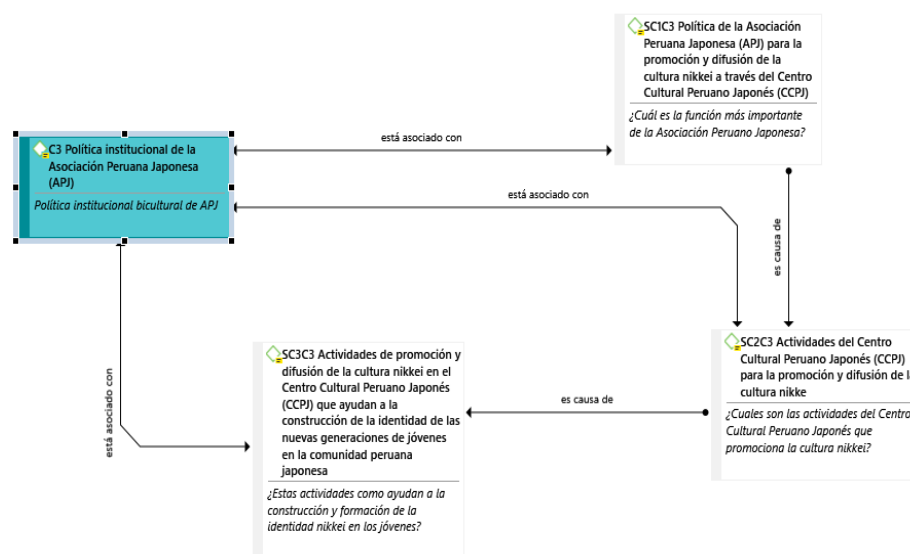 SC1C3 Política de la Asociación
Peruana Japonesa (APJ) para la
promoción y difusión de la
cultura nikkei a través del Centro
Cultural Peruano Japonés (CCPJ)
¿Cuál es la función más importante
de la Asociación Peruano Japonesa?
está asociado con
C3 Política institucional de la
Asociación Peruana Japonesa
(APJ)
Política institucional bicultural de APJ
está asociado con
es causa de
SC2C3 Actividades del Centro
Cultural Peruano Japonés (CCPJ)
para la promoción y difusión de l
cultura nikke
¿Cuales son las actividades del Centro
Cultural Peruano Japonés que
promociona la cultura nikkei?
SC3C3 Actividades de promoción y
difusión de la cultura nikkei en el
Centro Cultural Peruano Japonés
(CCPJ) que ayudan a la
construcción de la identidad de las
nuevas generaciones de jóvenes
en la comunidad peruana
japonesa
¿Estas actividades como ayudan a la
construcción y formación de la
identidad nikkei en los jóvenes?
es causa de
está asociado con